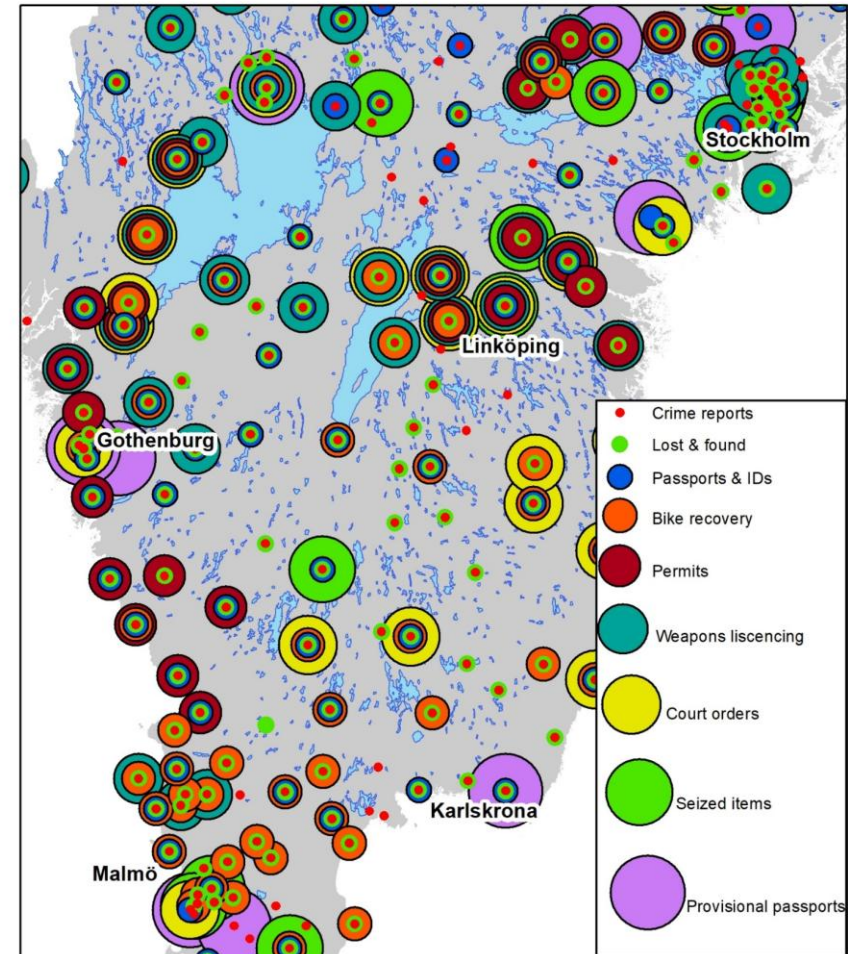 Stockholm
Linköping
Gothenburg
Karlskrona
Malmö
Crime reports
Lost & found
Passports & IDs
Bike recovery
Permits
Weapons liscencing
Court orders
Seized items
Provisional passports